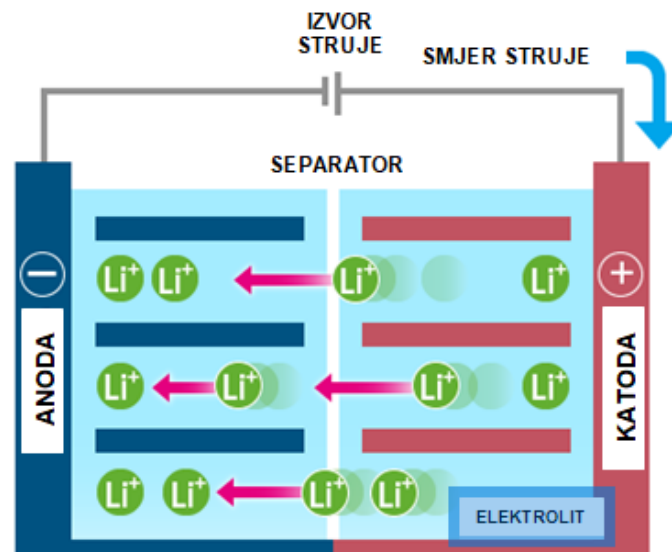 IZVOR
STRUJE
SMJER STRUJE
SEPARATOR
Li⁺ Li⁺ Li⁺ Li⁺
− +
ANODA
KATODA
Li⁺ Li⁺ Li⁺ Li⁺
Li⁺ Li⁺ Li⁺ Li⁺
ELEKTROLIT